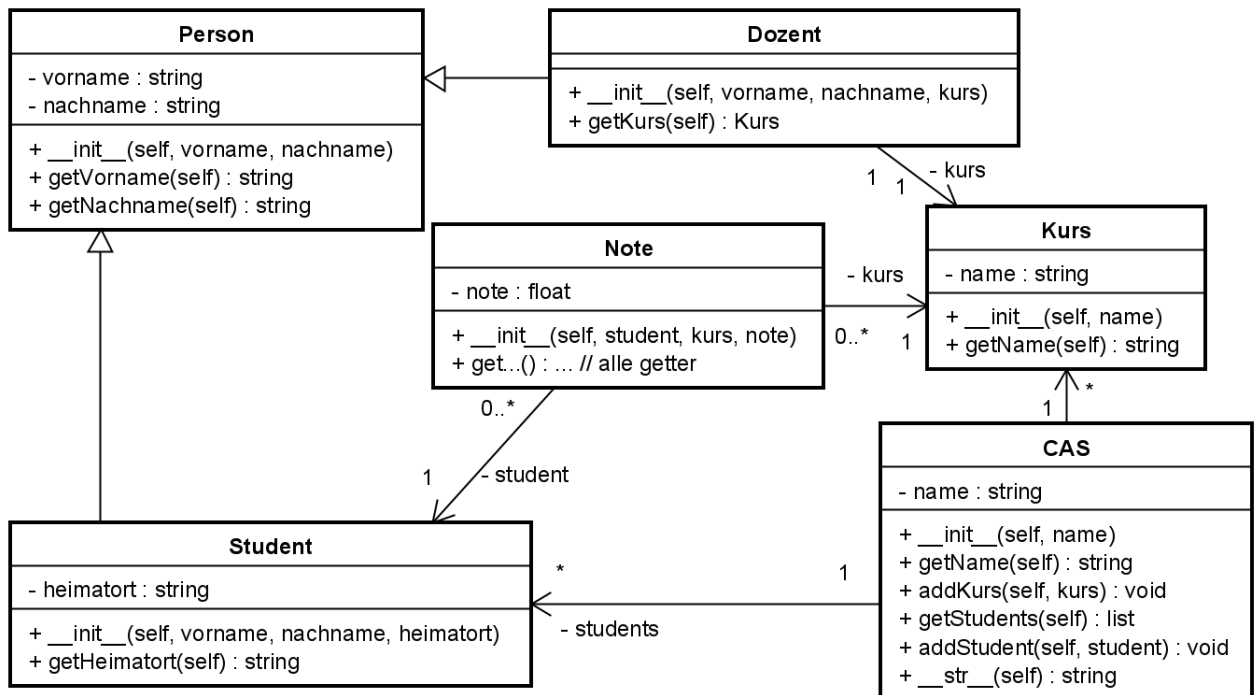 Person
- vorname : string
- nachname : string
+ __init__(self, vorname, nachname)
+ getVorname(self) : string
+ getNachname(self) : string
Dozent
+ __init__(self, vorname, nachname, kurs)
+ getKurs(self) : Kurs
1
1
- kurs
Note
- note : float
+ __init__(self, student, kurs, note)
+ get...() : ... // alle getter
- kurs
0..*
1
Kurs
- name : string
+ __init__(self, name)
+ getName(self) : string
0..*
1
- student
1
*
CAS
- name : string
+ __init__(self, name)
+ getName(self) : string
+ addKurs(self, kurs) : void
+ getStudents(self) : list
+ addStudent(self, student) : void
+ __str__(self) : string
Student
- heimatort : string
+ __init__(self, vorname, nachname, heimatort)
+ getHeimatort(self) : string
*
1
- students